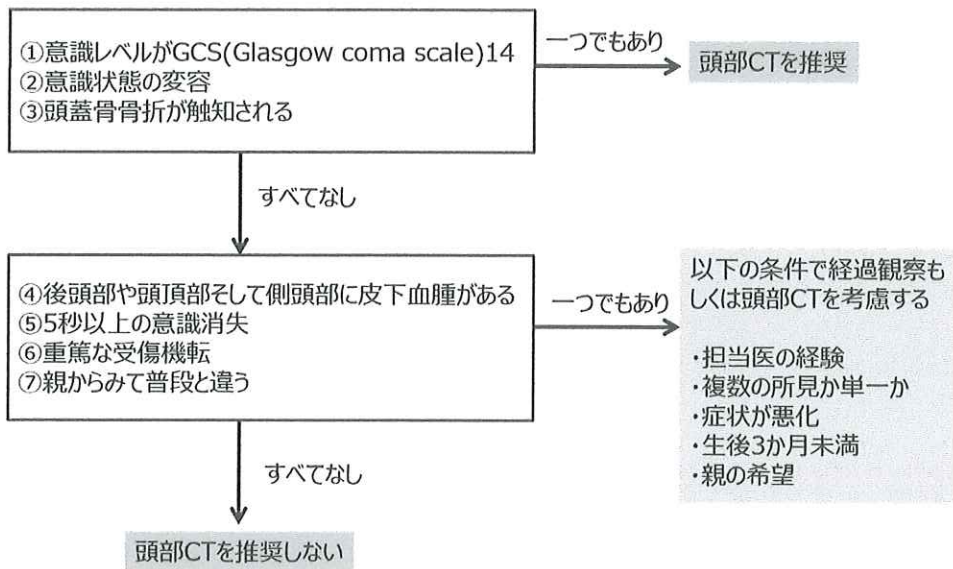 ①意識レベルがGCS(Glasgow coma scale)14
②意識状態の変容
③頭蓋骨骨折が触知される
一つでもあり
頭部CTを推奨
すべてなし
④後頭部や頭頂部そして側頭部に皮下血腫がある
⑤5秒以上の意識消失
⑥重篤な受傷機転
⑦親からみて普段と違う
一つでもあり
以下の条件で経過観察も
しくは頭部CTを考慮する
・担当医の経験
・複数の所見か単一か
・症状が悪化
・生後3か月未満
・親の希望
すべてなし
頭部CTを推奨しない